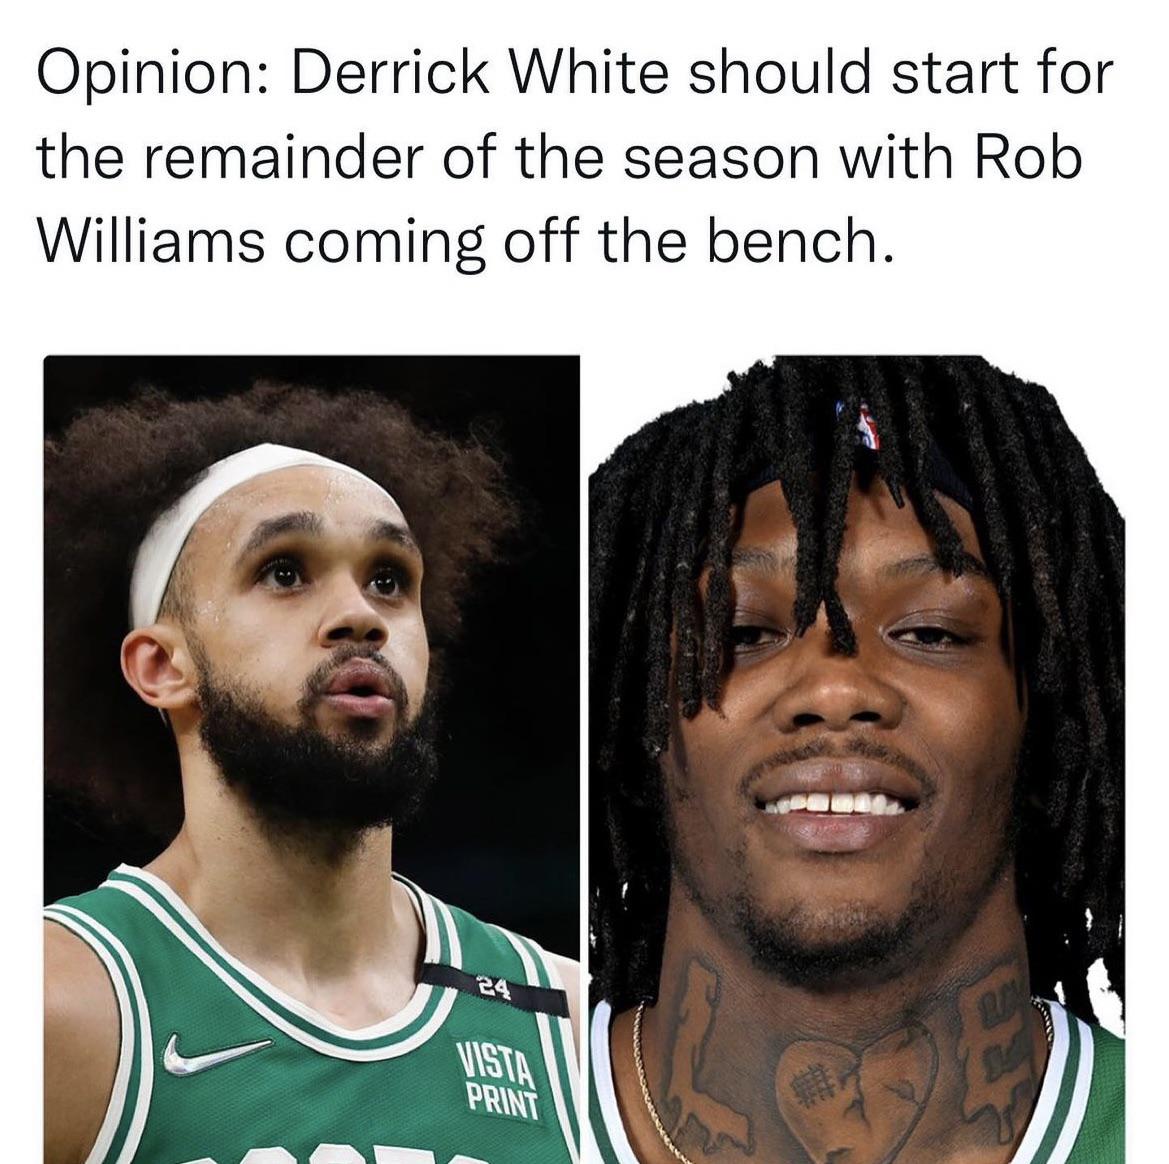 Opinion: Derrick White should start for
the remainder of the season with Rob
Williams coming off the bench.
24
VISTA
PRINT